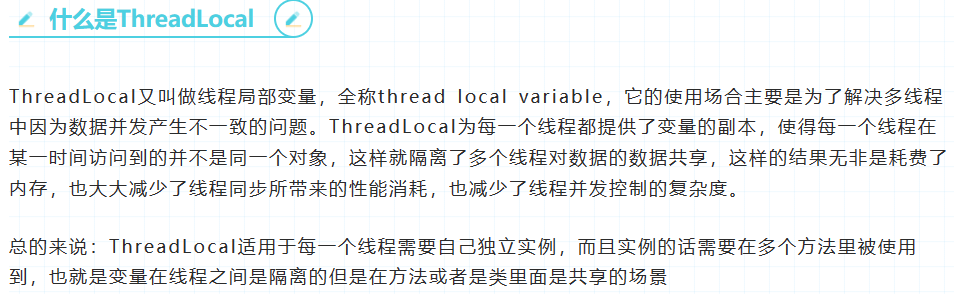 什么是ThreadLocal
ThreadLocal又叫做线程局部变量，全称thread local variable，它的使用场合主要是为了解决多线程
中因为数据并发产生不一致的问题。ThreadLocal为每一个线程都提供了变量的副本，使得每一个线程在
某一时间访问到的并不是同一个对象，这样就隔离了多个线程对数据的数据共享，这样的结果无非是耗费了
内存，也大大减少了线程同步所带来的性能消耗，也减少了线程并发控制的复杂度。
总的来说：ThreadLocal适用于每一个线程需要自己独立实例，而且实例的话需要在多个方法里被使用
到，也就是变量在线程之间是隔离的但是在方法或者是类里面是共享的场景